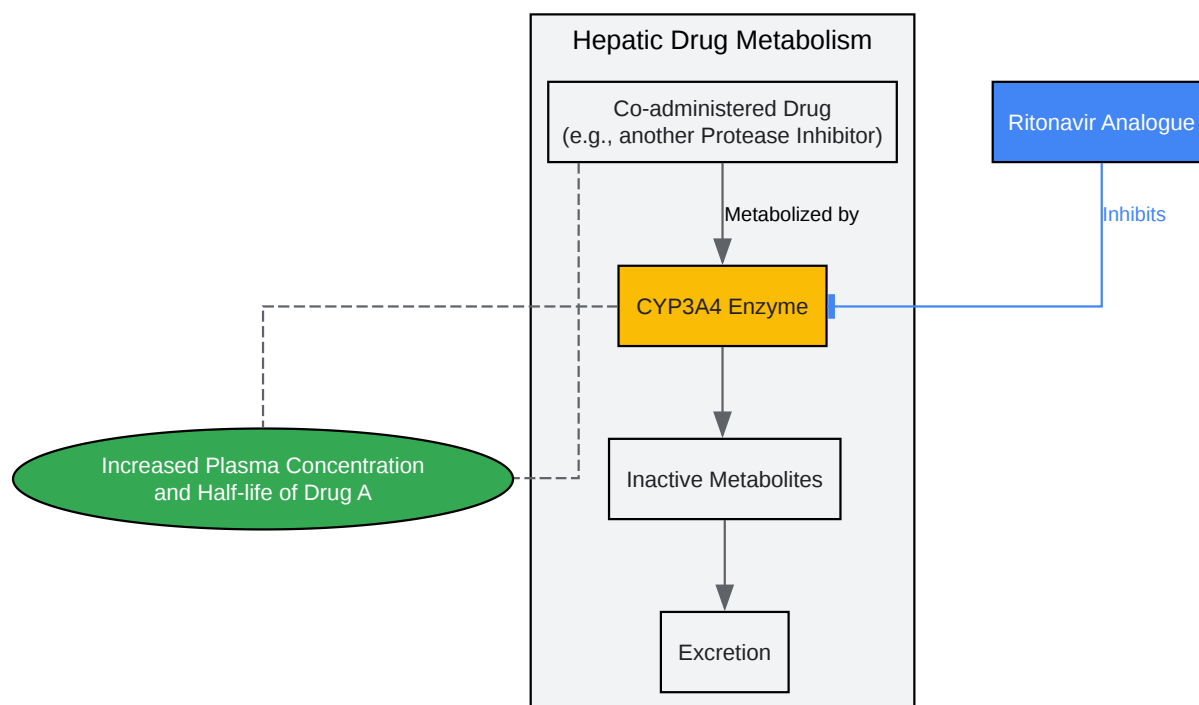 Hepatic Drug Metabolism
Co-administered Drug
(e.g., another Protease Inhibitor)
Ritonavir Analogue
Metabolized by
Inhibits
CYP3A4 Enzyme
Increased Plasma Concentration
and Half-life of Drug A
Inactive Metabolites
Excretion